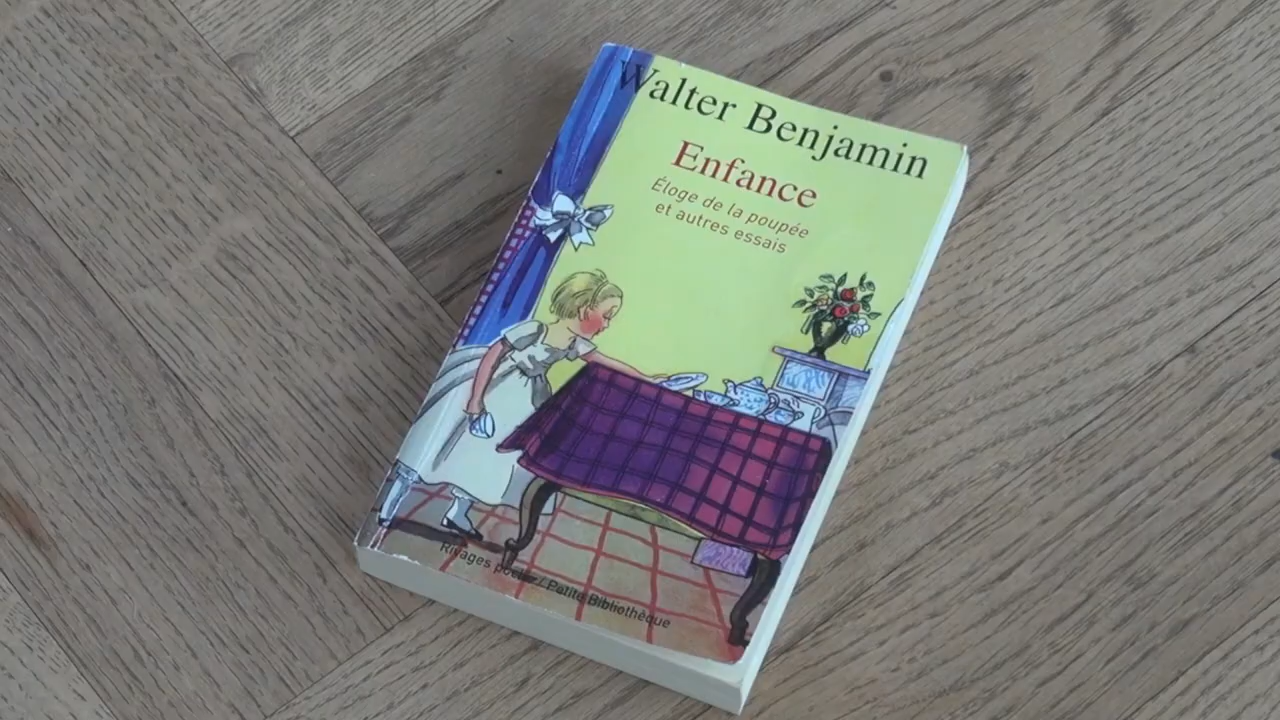 Walter Benjamin
Enfance
Éloge de la poupée
et autres essais
Rivages poche / Petite Bibliothèque